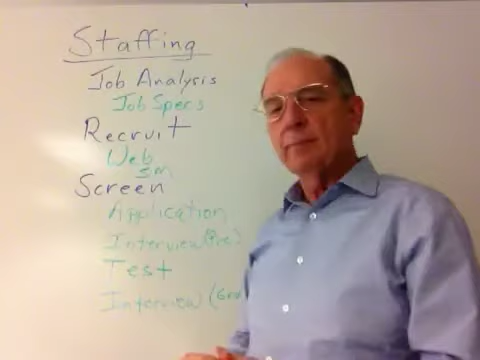 Staffing
Job Analysis
Job Specs
Recruit
Web
sm
Screen
Application
Interview (Pre)
Test
Interview